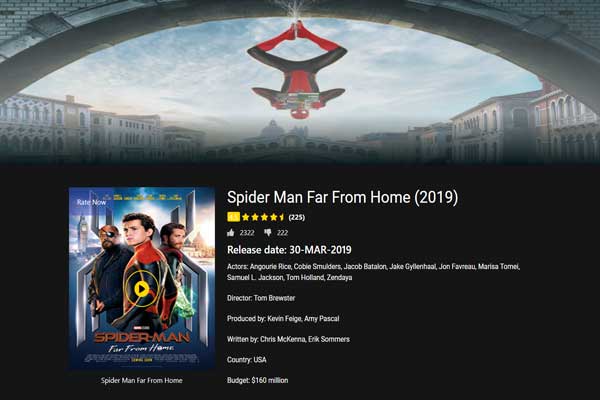 Spider Man Far From Home (2019)
Rate Now
4.5 (225)
2322 222
Release date: 30-MAR-2019
Actors: Angourie Rice, Cobie Smulders, Jacob Batalon, Jake Gyllenhaal, Jon Favreau, Marisa Tomei,
Samuel L. Jackson, Tom Holland, Zendaya
Director: Tom Brewster
Produced by: Kevin Feige, Amy Pascal
Written by: Chris McKenna, Erik Sommers
Country: USA
Budget: $160 million
SPIDER-MAN
Far From Home
COMING SOON
Spider Man Far From Home